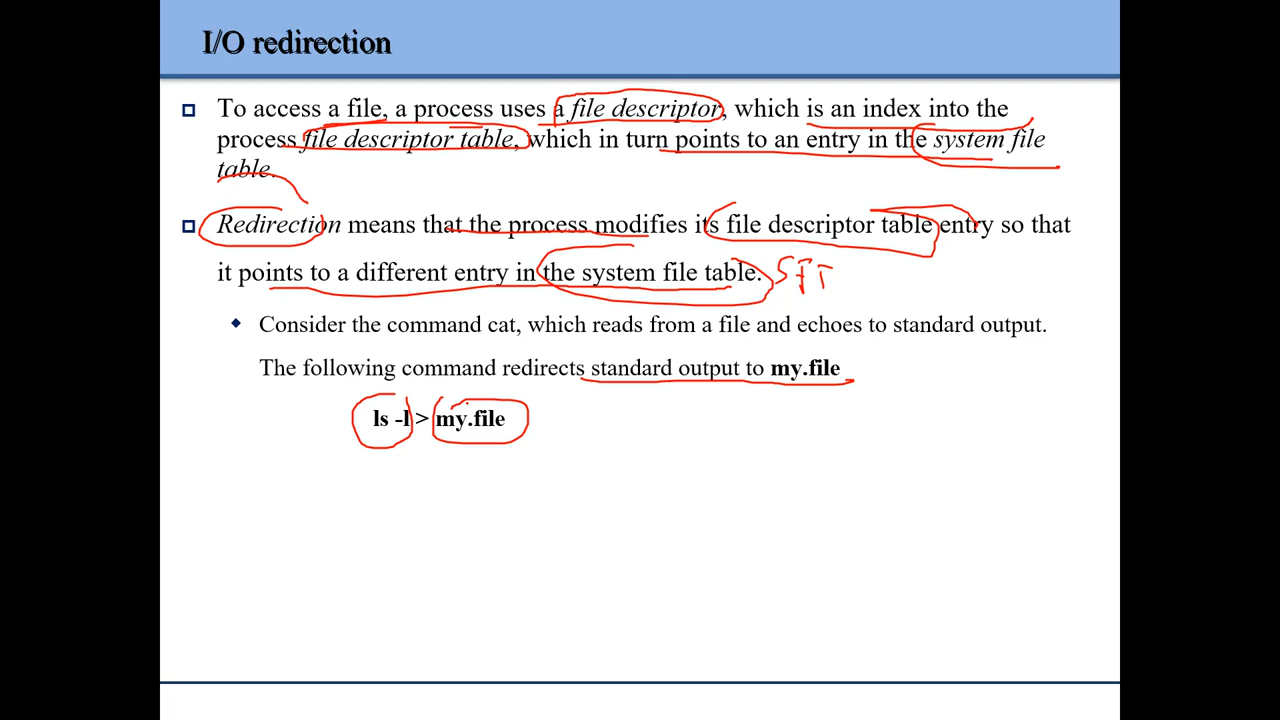 I/O redirection
To access a file, a process uses a file descriptor, which is an index into the
process file descriptor table, which in turn points to an entry in the system file
table.
Redirection means that the process modifies its file descriptor table entry so that
it points to a different entry in the system file table. SFT
Consider the command cat, which reads from a file and echoes to standard output.
The following command redirects standard output to my.file
ls -l > my.file